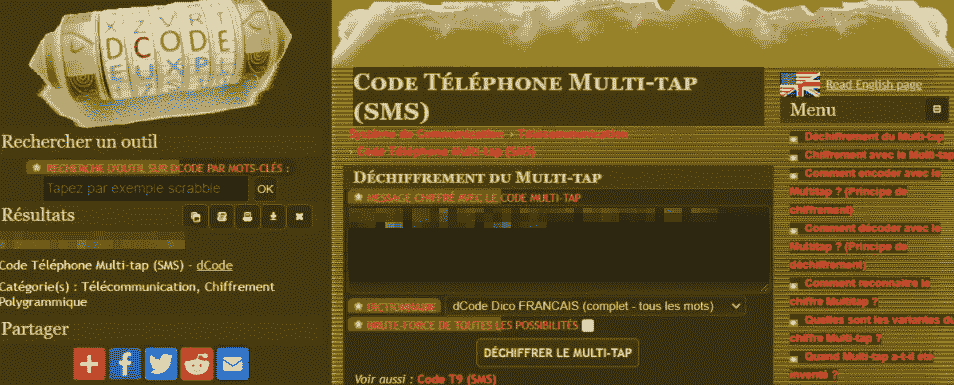 DCODE
Rechercher un outil
RECHERCHE D'OUTIL SUR DCODE PAR MOTS-CLÉS :
Tapez par exemple scrabble
OK
Résultats
Code Téléphone Multi-tap (SMS) - dCode
Catégorie(s) : Télécommunication, Chiffrement
Polygrammique
Partager
CODE TÉLÉPHONE MULTI-TAP
(SMS)
Système de Communication › Télécommunication
› Code Téléphone Multi-tap (SMS)
DÉCHIFFREMENT DU MULTI-TAP
MESSAGE CHIFFRÉ AVEC LE CODE MULTI-TAP
DICTIONNAIRE
dCode Dico FRANCAIS (complet - tous les mots)
BRUTE-FORCE DE TOUTES LES POSSIBILITÉS
DÉCHIFFRER LE MULTI-TAP
Voir aussi : Code T9 (SMS)
Read English page
Menu
Déchiffrement du Multi-tap
Chiffrement avec le Multi-tap
Comment encoder avec le
Multitap ? (Principe de
chiffrement)
Comment décoder avec le
Multitap ? (Principe de
déchiffrement)
Comment reconnaitre le
chiffre Multitap ?
Quelles sont les variantes du
chiffre Multi-tap ?
Quand Multi-tap a-t-il été
inventé ?